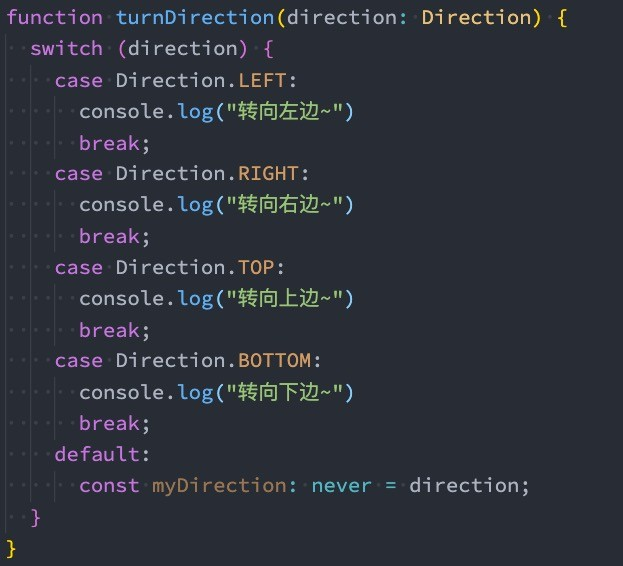 function turnDirection(direction: Direction) {
  switch (direction) {
    case Direction.LEFT:
      console.log("转向左边~")
      break;
    case Direction.RIGHT:
      console.log("转向右边~")
      break;
    case Direction.TOP:
      console.log("转向上边~")
      break;
    case Direction.BOTTOM:
      console.log("转向下边~")
      break;
    default:
      const myDirection: never = direction;
  }
}